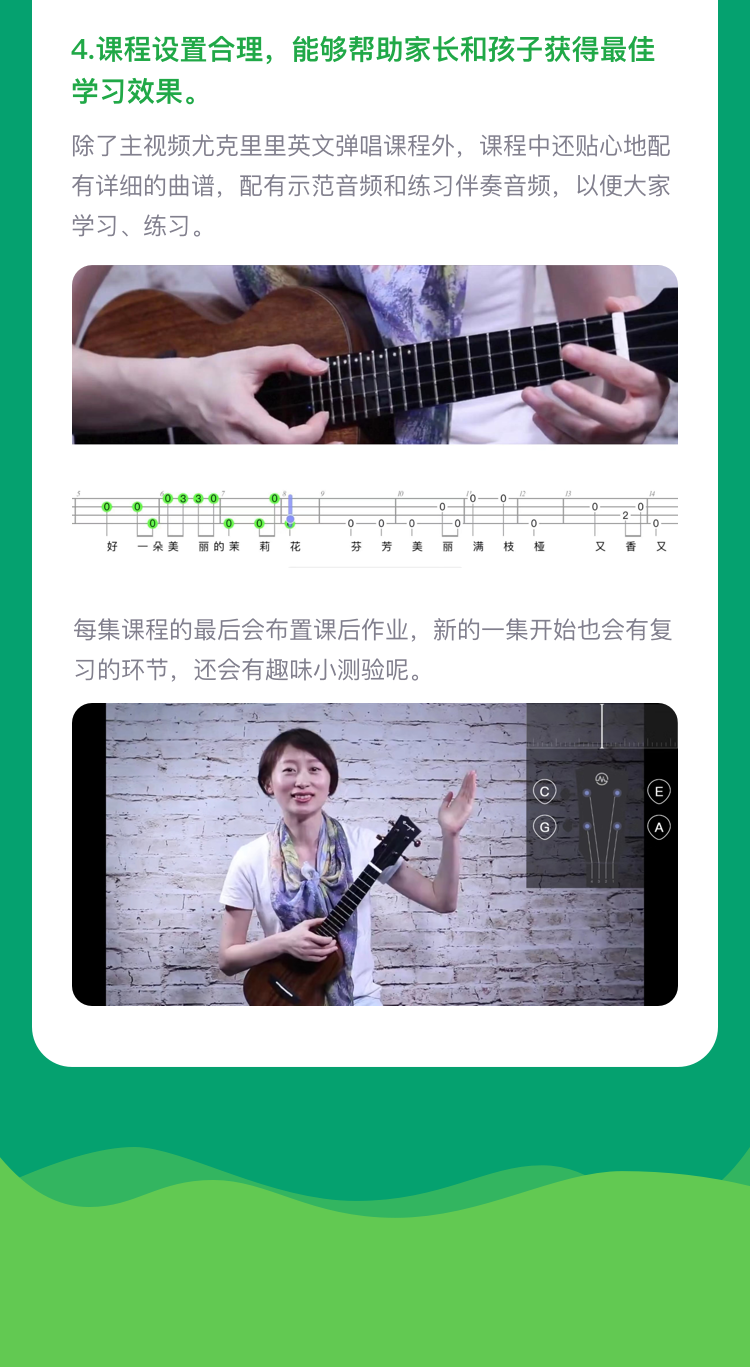 4.课程设置合理，能够帮助家长和孩子获得最佳
学习效果。
除了主视频尤克里里英文弹唱课程外，课程中还贴心地配
有详细的曲谱，配有示范音频和练习伴奏音频，以便大家
学习、练习。
5 6 7 8 9 10 11 12 13 14
0 0 0 0 3 3 0 0 0 0 0 0 0 0 0 0 0 0 0 0 2 0 0
好 一 朵 美 丽 的 茉 莉 花 芬 芳 美 丽 满 枝 桠 又 香 又
每集课程的最后会布置课后作业，新的一集开始也会有复
习的环节，还会有趣味小测验呢。
C E
G A